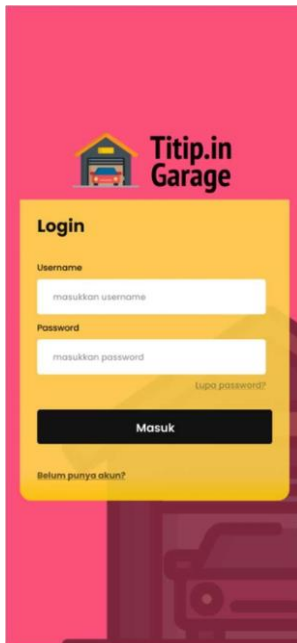 Titip.in
Garage
Login
Username
masukkan username
Password
masukkan password
Lupa password?
Masuk
Belum punya akun?